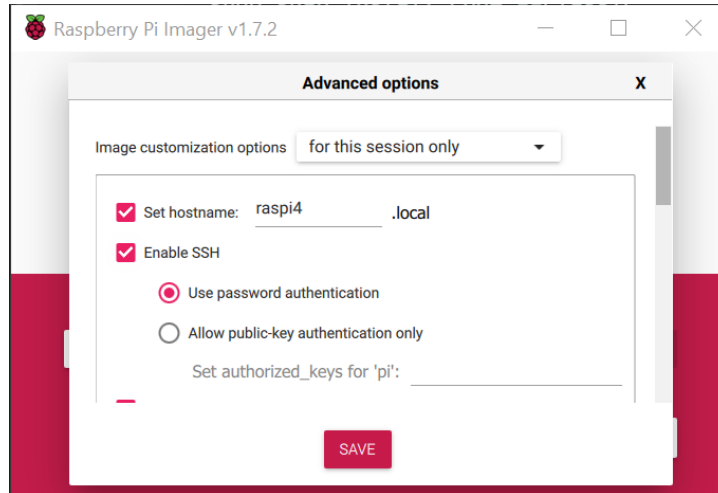 Raspberry Pi Imager v1.7.2
Advanced options
X
Image customization options for this session only
Set hostname: raspi4 .local
Enable SSH
Use password authentication
Allow public-key authentication only
Set authorized_keys for 'pi':
SAVE